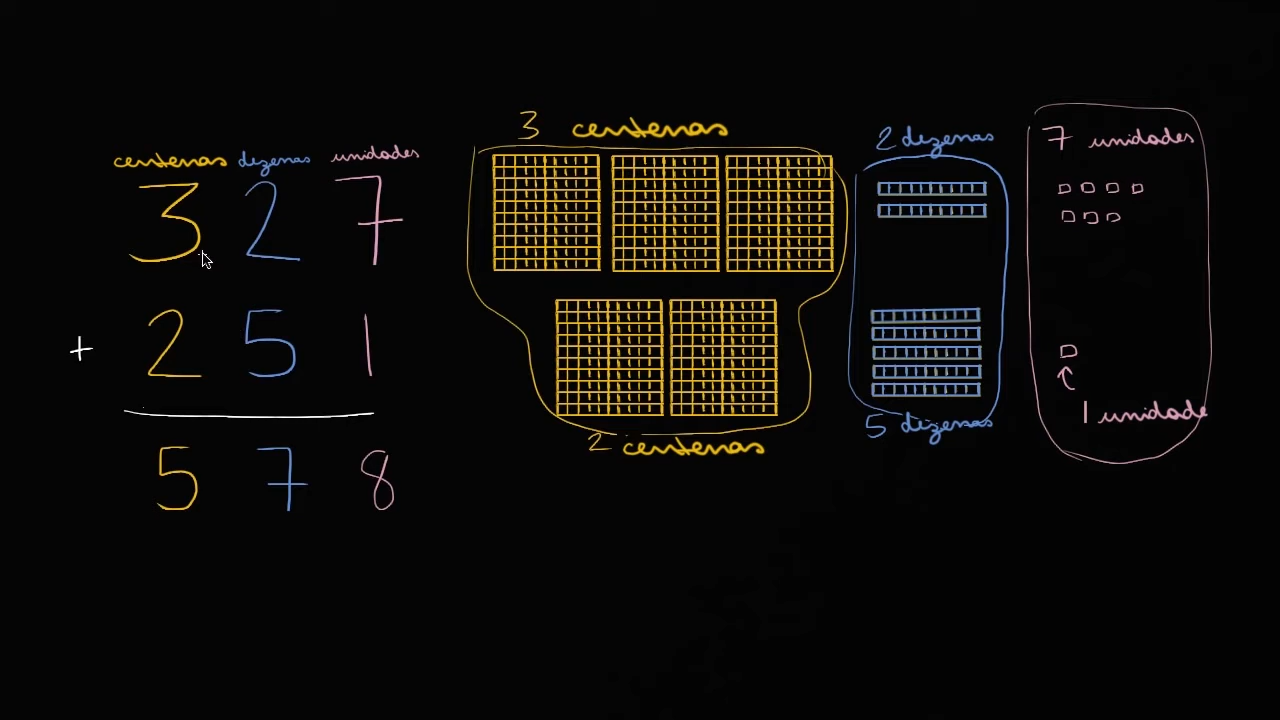 centenas dezenas unidades
3 2 7
+ 2 5 1
5 7 8
3 centenas
2 centenas
2 dezenas
5 dezenas
7 unidades
1 unidade